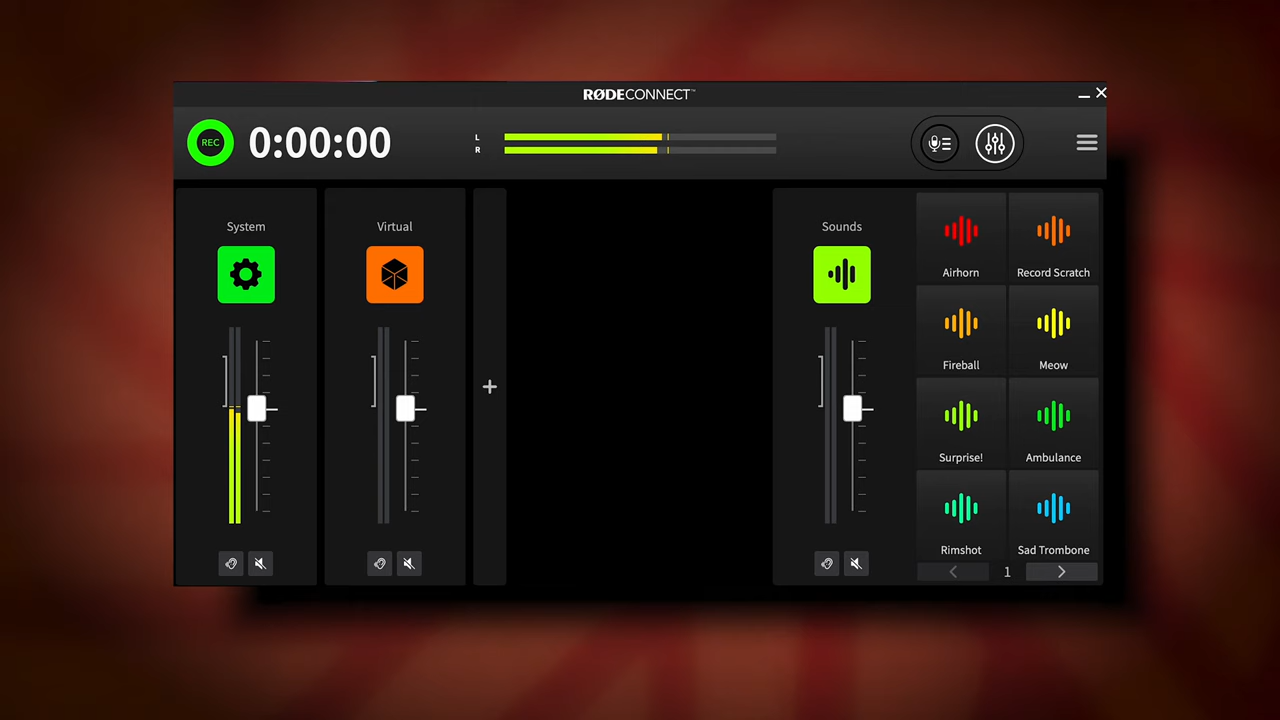 RØDECONNECT™
REC
0:00:00
L
R
System
Virtual
Sounds
Airhorn
Record Scratch
Fireball
Meow
Surprise!
Ambulance
Rimshot
Sad Trombone
1